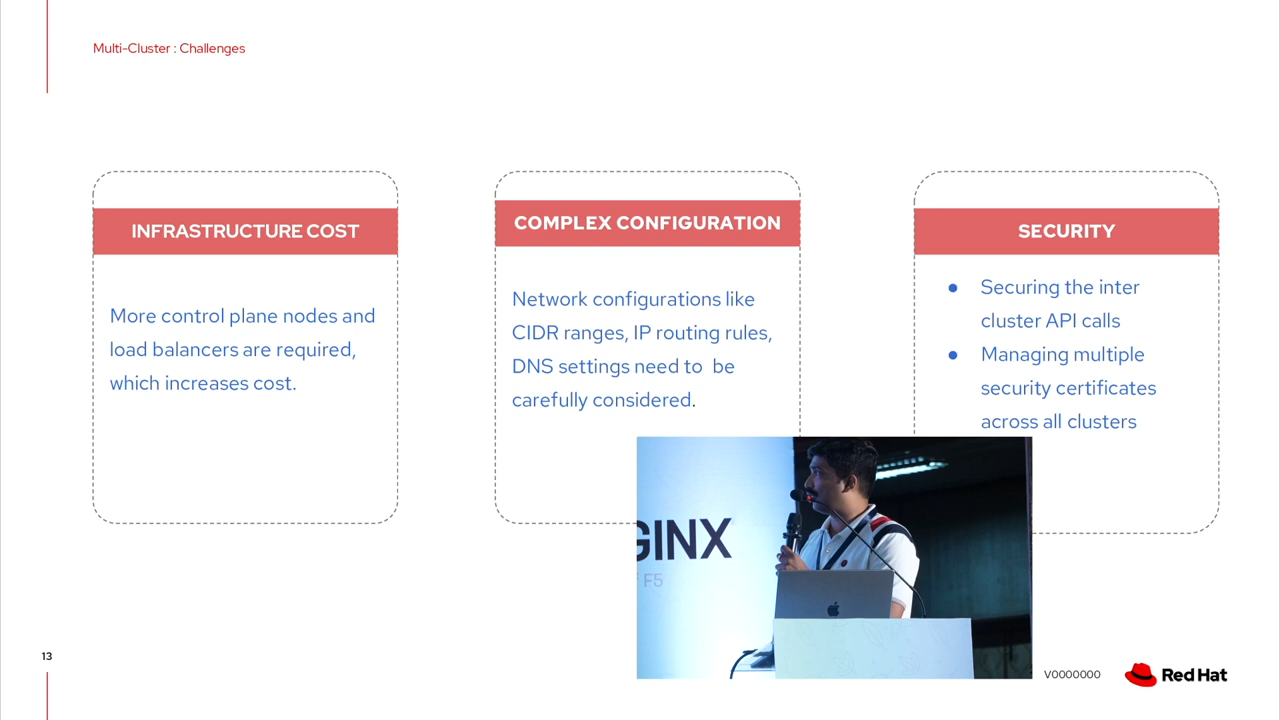 Multi-Cluster : Challenges
INFRASTRUCTURE COST
More control plane nodes and
load balancers are required,
which increases cost.
COMPLEX CONFIGURATION
Network configurations like
CIDR ranges, IP routing rules,
DNS settings need to  be
carefully considered.
SECURITY
● Securing the inter
cluster API calls
● Managing multiple
security certificates
across all clusters
GINX
F5
13
V0000000
Red Hat